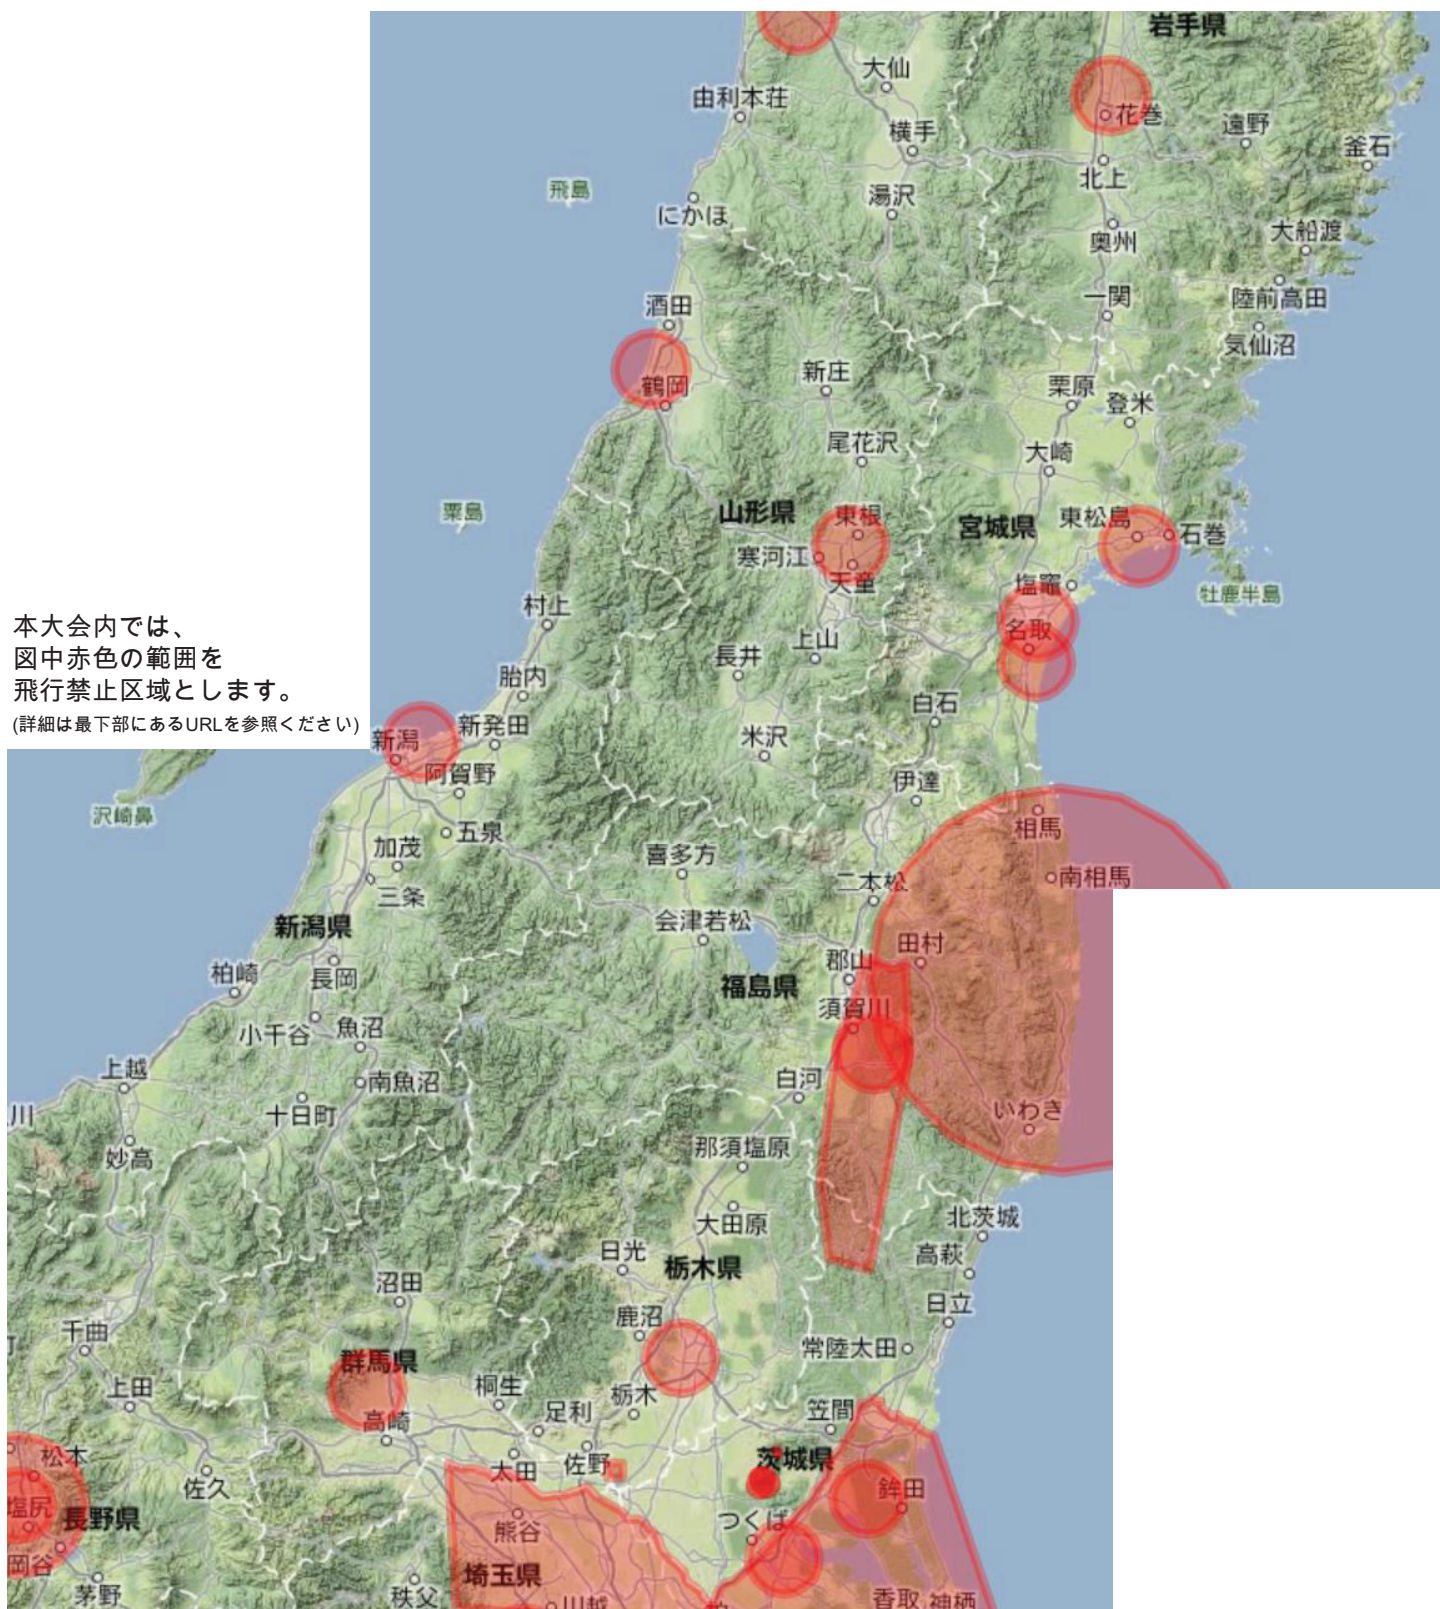 岩手県
大仙
由利本荘
花巻
横手
遠野
釜石
北上
飛島
湯沢
にかほ
大船渡
奥州
酒田
一関
陸前高田
気仙沼
新庄
鶴岡
栗原
登米
尾花沢
大崎
粟島
山形県
東根
宮城県
東松島
石巻
寒河江
天童
塩竈
牡鹿半島
村上
本大会内では、
図中赤色の範囲を
飛行禁止区域とします。
(詳細は最下部にあるURLを参照ください)
名取
上山
長井
胎内
白石
新潟
新発田
米沢
阿賀野
伊達
沢崎鼻
相馬
五泉
加茂
喜多方
南相馬
二本松
三条
新潟県
会津若松
田村
柏崎
長岡
郡山
福島県
須賀川
小千谷
魚沼
上越
南魚沼
白河
川
十日町
いわき
妙高
那須塩原
大田原
北茨城
日光
高萩
栃木県
沼田
日立
鹿沼
千曲
町
常陸太田
群馬県
上田
桐生
栃木
足利
笠間
高崎
松本
太田
佐野
茨城県
佐久
鉾田
塩尻
長野県
つくば
熊谷
岡谷
埼玉県
茅野
秩父
川越
柏
香取
神栖